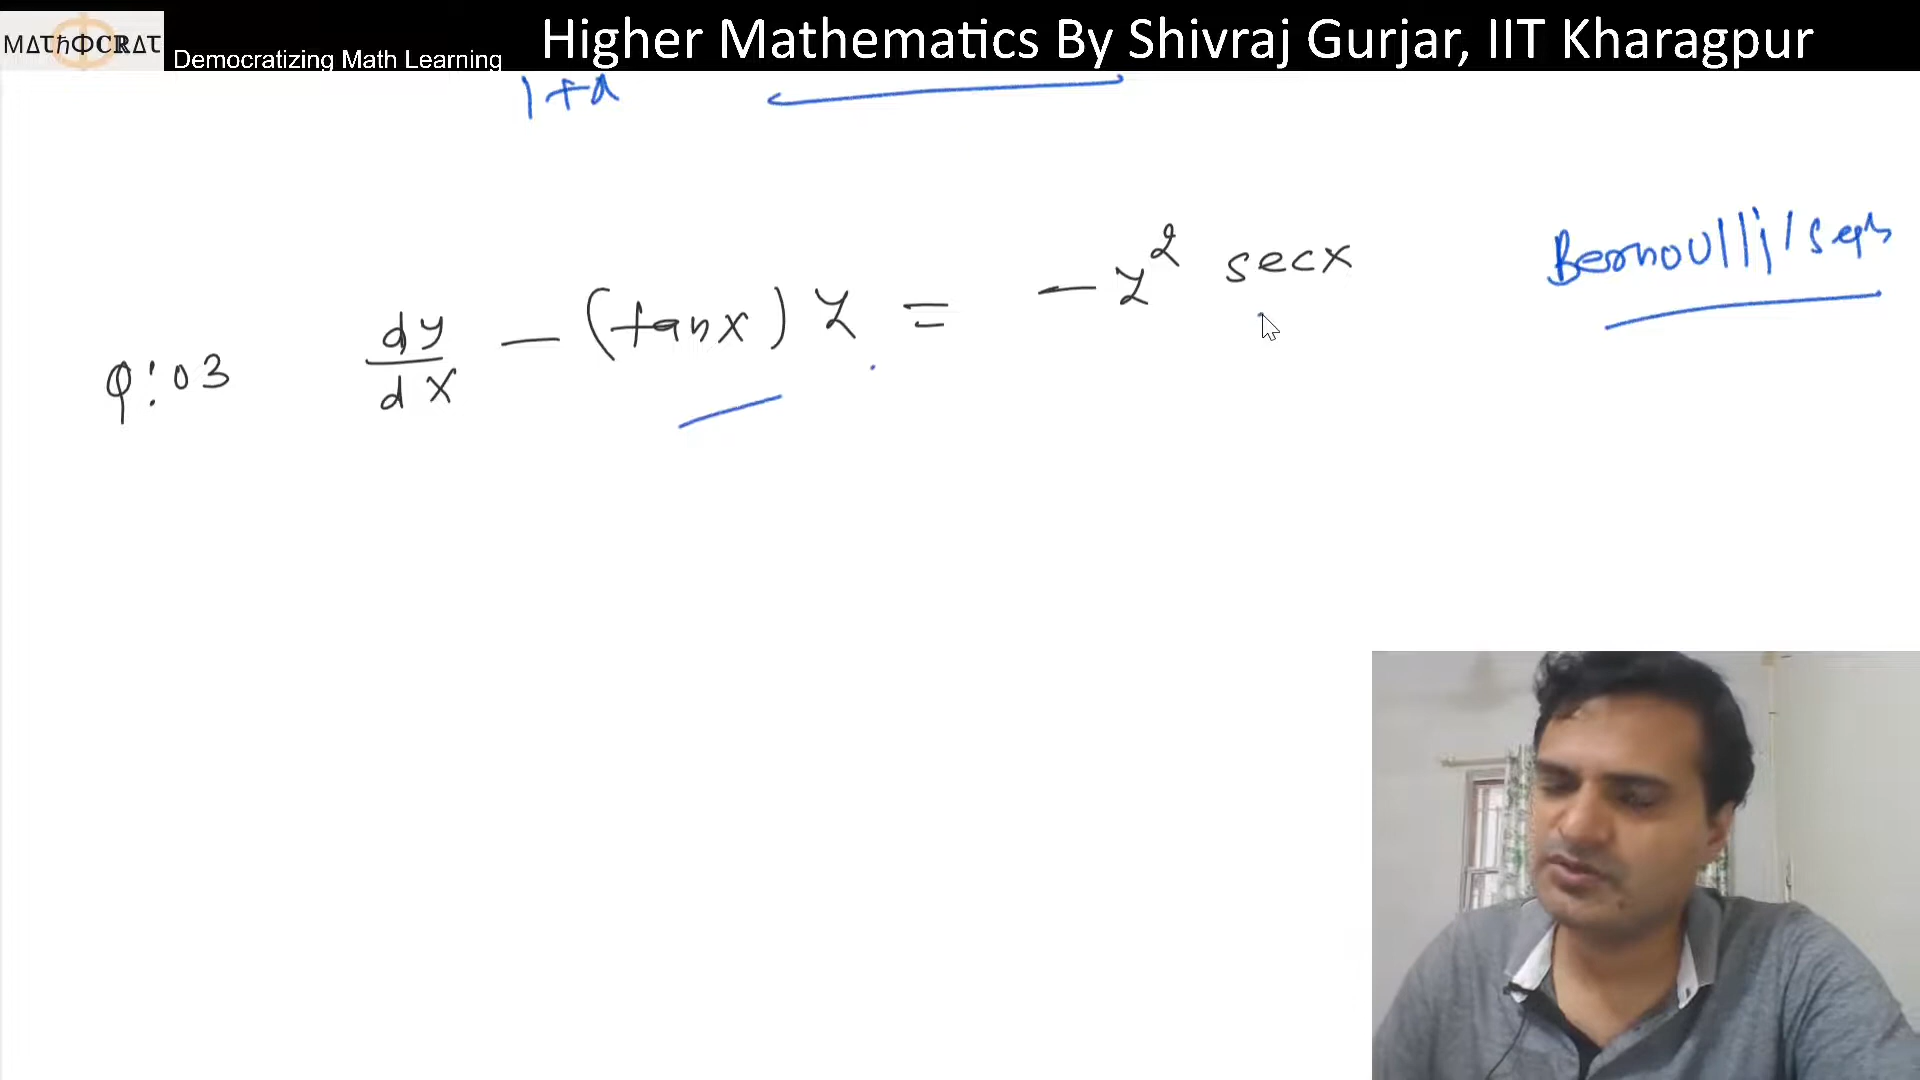 MΔTℏΦCRΔT
Democratizing Math Learning
Higher Mathematics By Shivraj Gurjar, IIT Kharagpur
1+a
Q:03 dy/dx - (tanx) y = - y² secx
Bernoulli's eqn